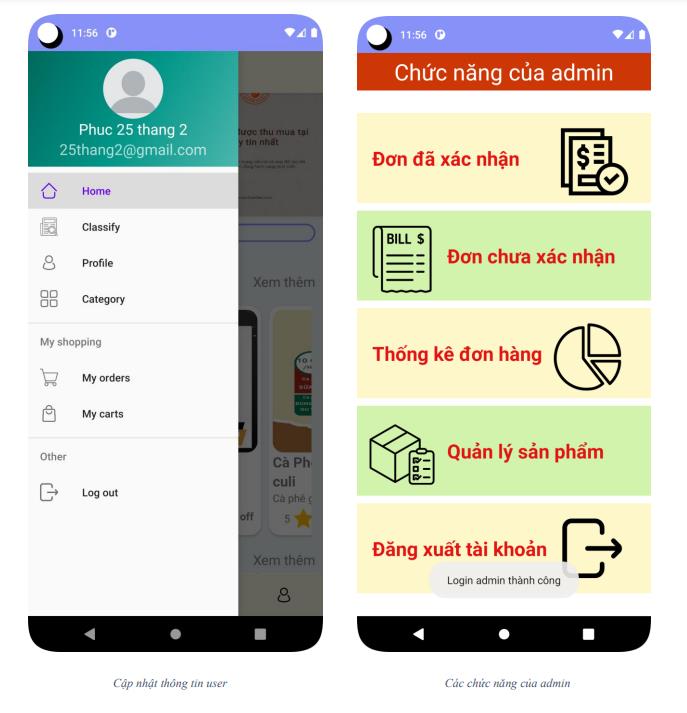 11:56
Phuc 25 thang 2
25thang2@gmail.com
Home
Classify
Profile
Category
My shopping
My orders
My carts
Other
Log out
được thu mua tại
y tín nhất
Xem thêm
Cà Ph
culi
Cà phê g
off
5
Xem thêm
Cập nhật thông tin user
11:56
Chức năng của admin
Đơn đã xác nhận
BILL $
Đơn chưa xác nhận
Thống kê đơn hàng
Quản lý sản phẩm
Đăng xuất tài khoản
Login admin thành công
Các chức năng của admin